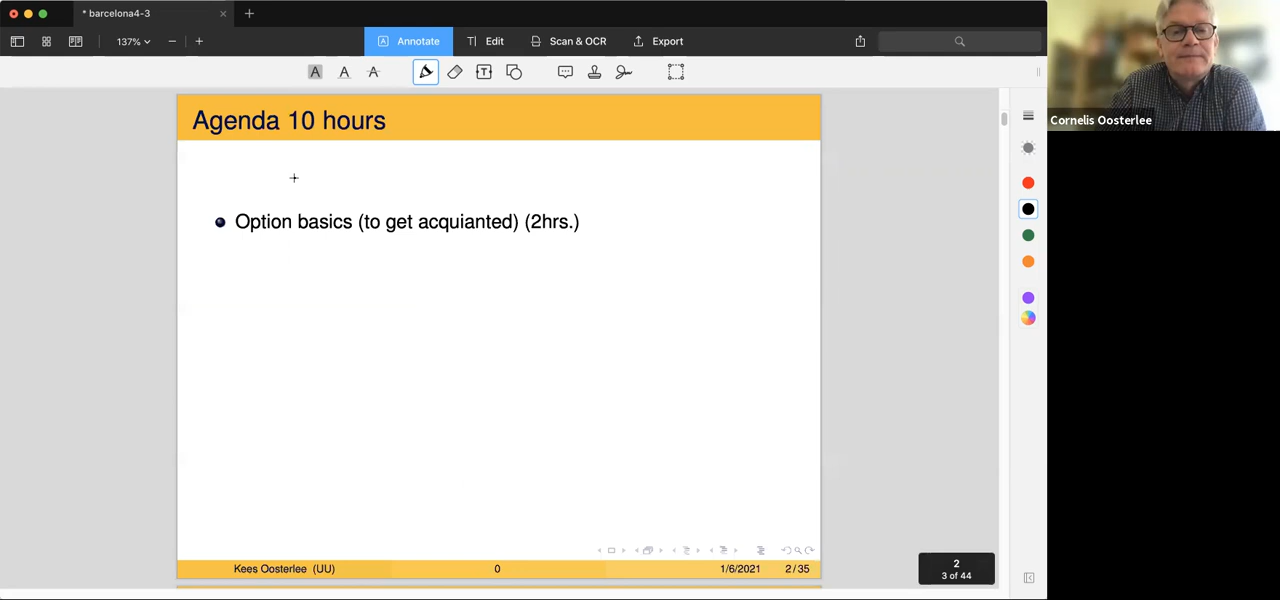 * barcelona4-3
137%
Annotate
Edit
Scan & OCR
Export
Cornelis Oosterlee
Agenda 10 hours
Option basics (to get acquianted) (2hrs.)
Kees Oosterlee (UU)
0
1/6/2021
2 / 35
2
3 of 44